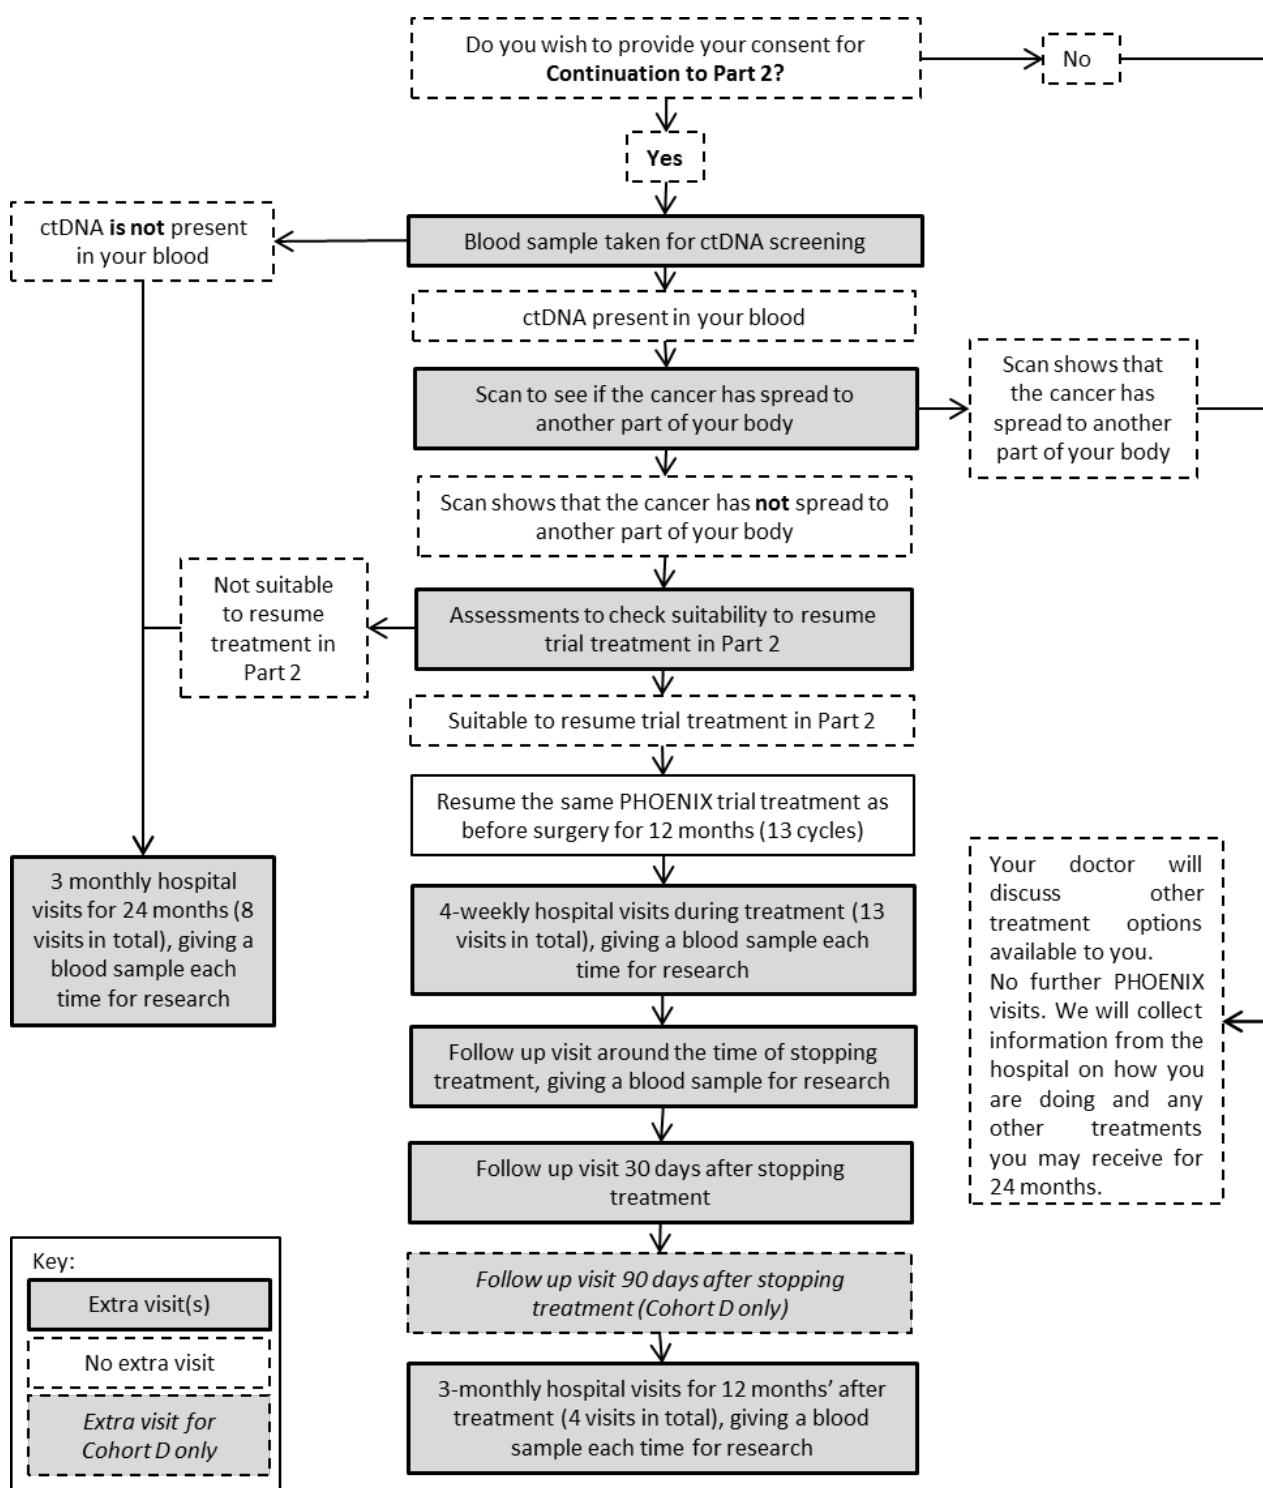 Do you wish to provide your consent for
Continuation to Part 2?
No
Yes
ctDNA is not present
in your blood
Blood sample taken for ctDNA screening
ctDNA present in your blood
Scan to see if the cancer has spread to
another part of your body
Scan shows that
the cancer has
spread to another
part of your body
Scan shows that the cancer has not spread to
another part of your body
Not suitable
to resume
treatment in
Part 2
Assessments to check suitability to resume
trial treatment in Part 2
Suitable to resume trial treatment in Part 2
Resume the same PHOENIX trial treatment as
before surgery for 12 months (13 cycles)
3 monthly hospital
visits for 24 months (8
visits in total), giving a
blood sample each
time for research
4-weekly hospital visits during treatment (13
visits in total), giving a blood sample each
time for research
Your doctor will
discuss other
treatment options
available to you.
No further PHOENIX
visits. We will collect
information from the
hospital on how you
are doing and any
other treatments
you may receive for
24 months.
Follow up visit around the time of stopping
treatment, giving a blood sample for research
Follow up visit 30 days after stopping
treatment
Follow up visit 90 days after stopping
treatment (Cohort D only)
3-monthly hospital visits for 12 months’ after
treatment (4 visits in total), giving a blood
sample each time for research
Key:
Extra visit(s)
No extra visit
Extra visit for
Cohort D only